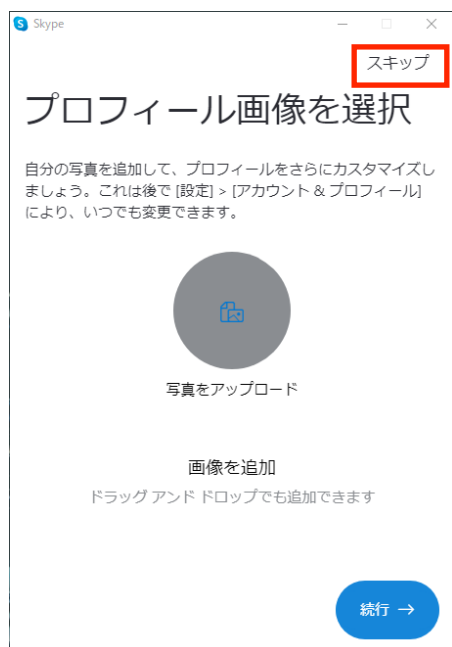 Skype
スキップ
プロフィール画像を選択
自分の写真を追加して、プロフィールをさらにカスタマイズし
ましょう。これは後で [設定] > [アカウント & プロフィール]
により、いつでも変更できます。
写真をアップロード
画像を追加
ドラッグ アンド ドロップでも追加できます
続行 →